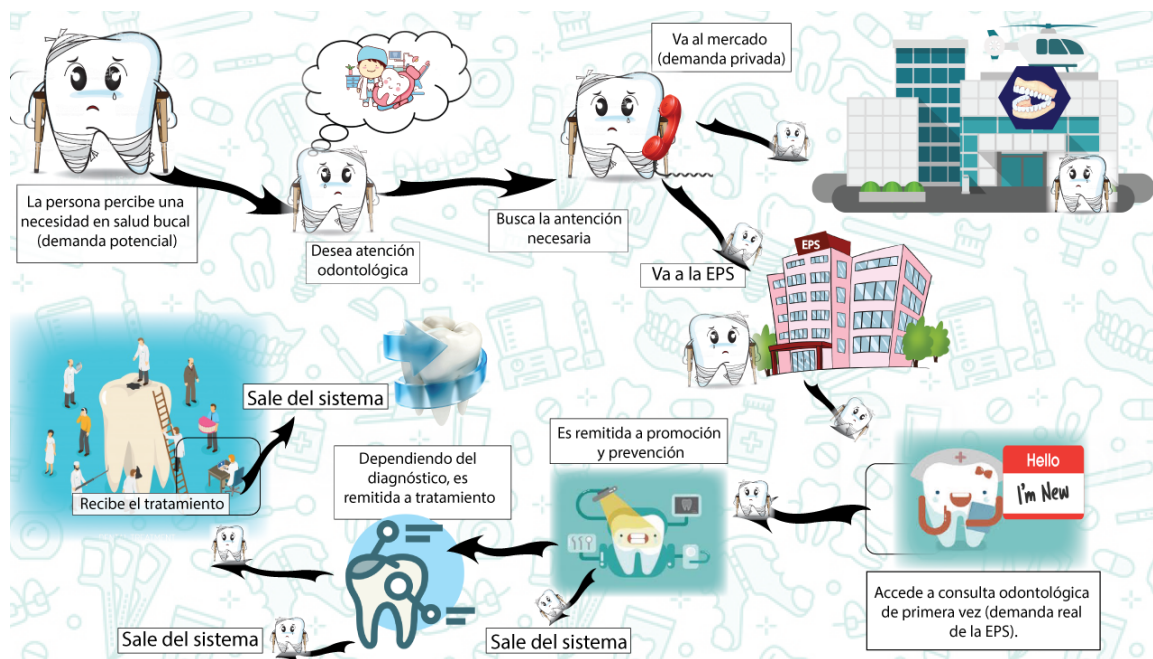 La persona percibe una
necesidad en salud bucal
(demanda potencial)
Desea atención
odontológica
Busca la antención
necesaria
Va al mercado
(demanda privada)
Va a la EPS
EPS
Accede a consulta odontológica
de primera vez (demanda real
de la EPS).
Hello
I'm New
Es remitida a promoción
y prevención
Sale del sistema
Dependiendo del
diagnóstico, es
remitida a tratamiento
Sale del sistema
Recibe el tratamiento
Sale del sistema